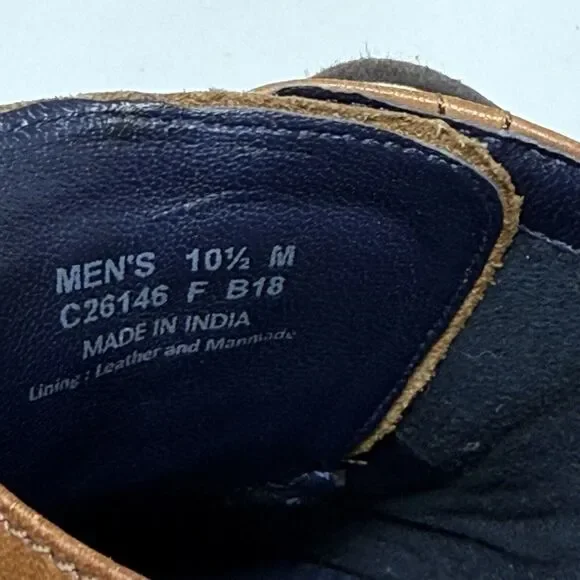 MEN'S 10½ M
C26146 F B18
MADE IN INDIA
Lining: Leather and Manmade